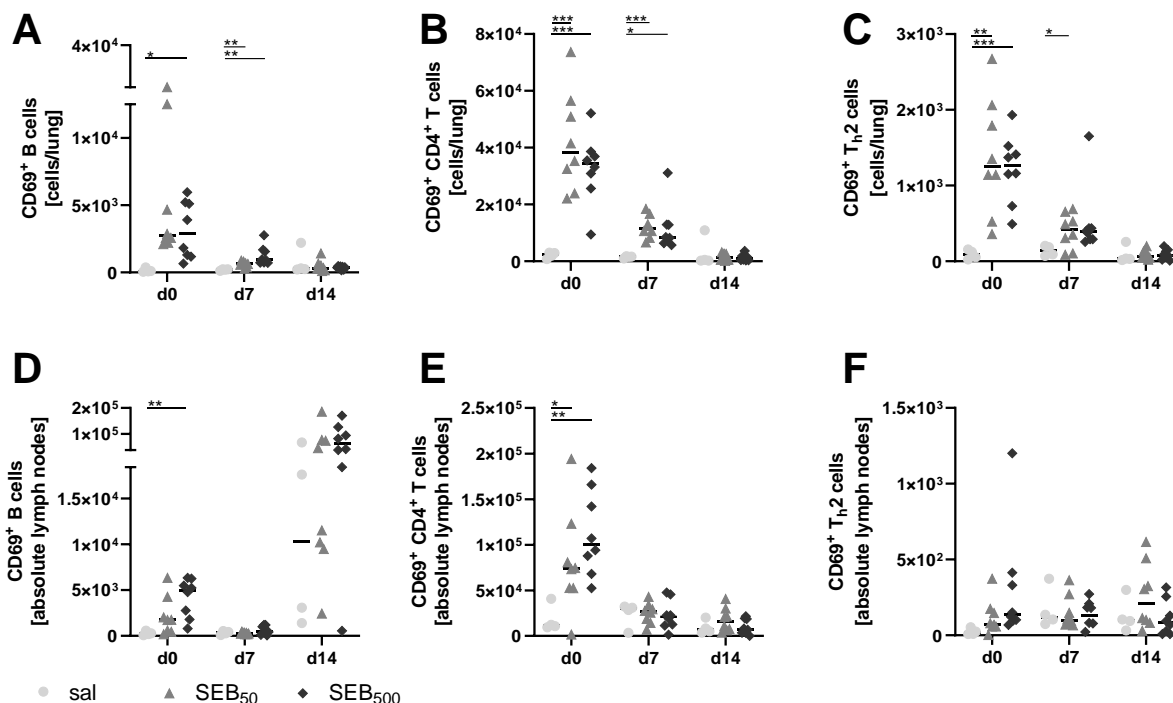 A
CD69⁺ B cells
[cells/lung]
4×10⁴
1×10⁴
5×10³
0
*
**
**
d0 d7 d14
B
CD69⁺ CD4⁺ T cells
[cells/lung]
8×10⁴
6×10⁴
4×10⁴
2×10⁴
0
***
***
***
*
d0 d7 d14
C
CD69⁺ Tₕ2 cells
[cells/lung]
3×10³
2×10³
1×10³
0
**
***
*
d0 d7 d14
D
CD69⁺ B cells
[absolute lymph nodes]
2×10⁵
1×10⁵
1.5×10⁴
1×10⁴
5×10³
0
**
d0 d7 d14
E
CD69⁺ CD4⁺ T cells
[absolute lymph nodes]
2.5×10⁵
2×10⁵
1.5×10⁵
1×10⁵
5×10⁴
0
*
**
d0 d7 d14
F
CD69⁺ Tₕ2 cells
[absolute lymph nodes]
1.5×10³
1×10³
5×10²
0
d0 d7 d14
sal SEB₅₀ SEB₅₀₀